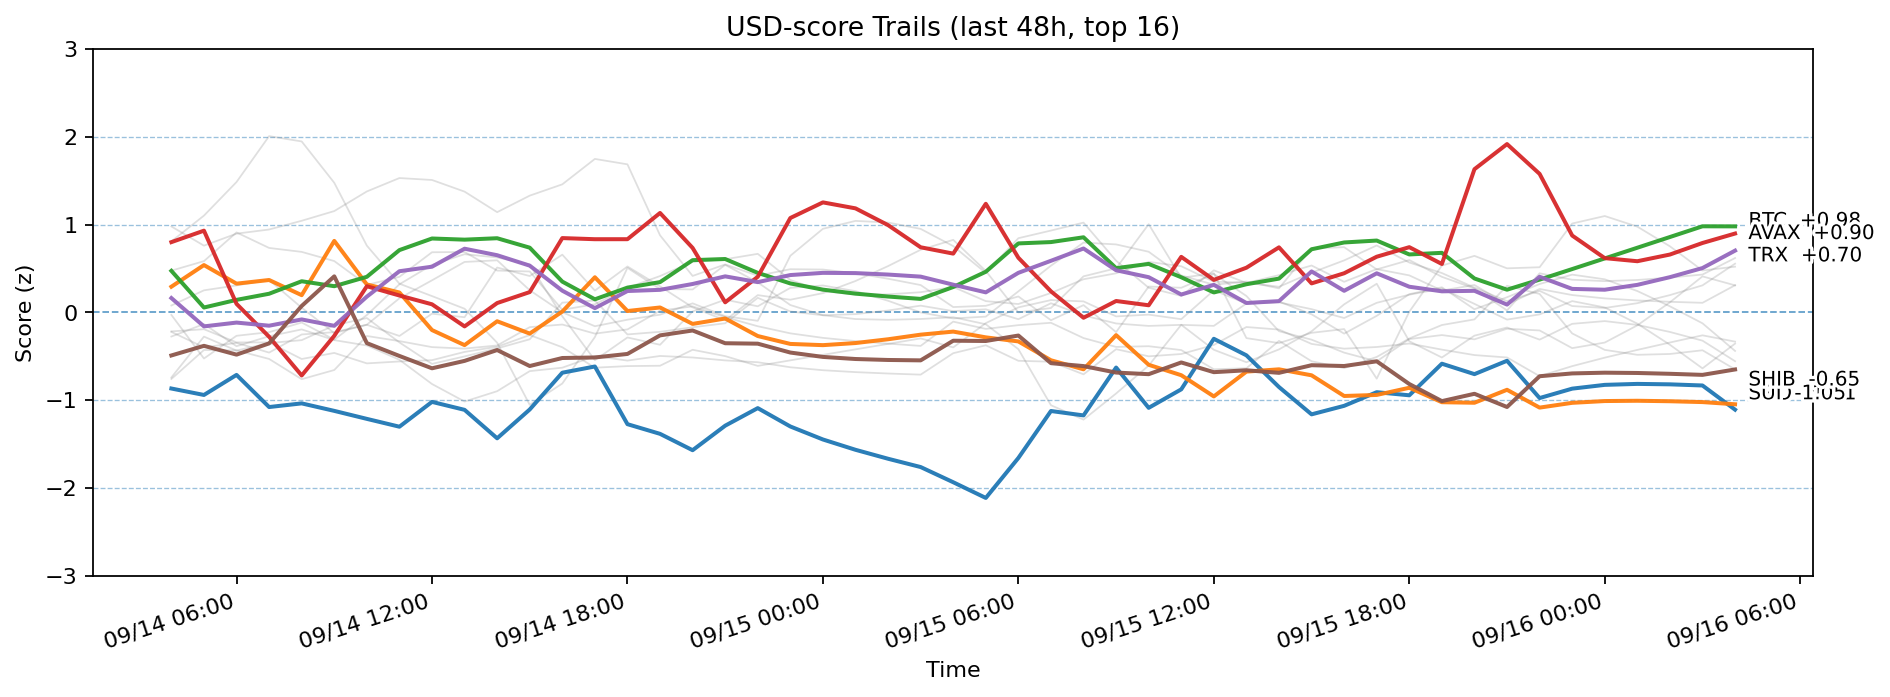 USD-score Trails (last 48h, top 16)
Score (z)
3
2
1
0
−1
−2
−3
BTC +0.98
AVAX +0.90
TRX +0.70
SHIB -0.65
09/14 06:00
09/14 12:00
09/14 18:00
09/15 00:00
09/15 06:00
09/15 12:00
09/15 18:00
09/16 00:00
09/16 06:00
Time